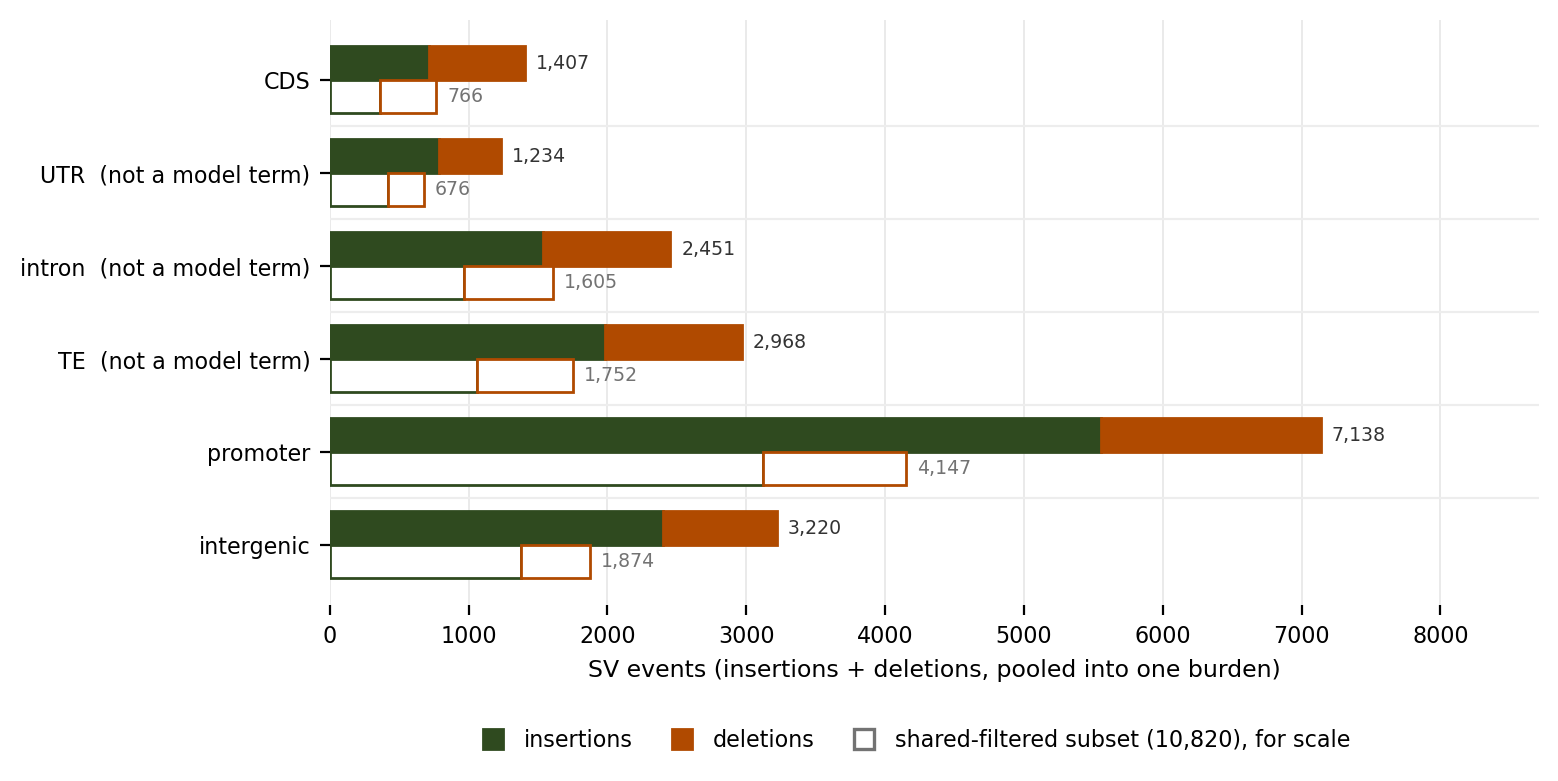 CDS
1,407
766
UTR (not a model term)
1,234
676
intron (not a model term)
2,451
1,605
TE (not a model term)
2,968
1,752
promoter
7,138
4,147
intergenic
3,220
1,874
0 1000 2000 3000 4000 5000 6000 7000 8000
SV events (insertions + deletions, pooled into one burden)
insertions deletions shared-filtered subset (10,820), for scale